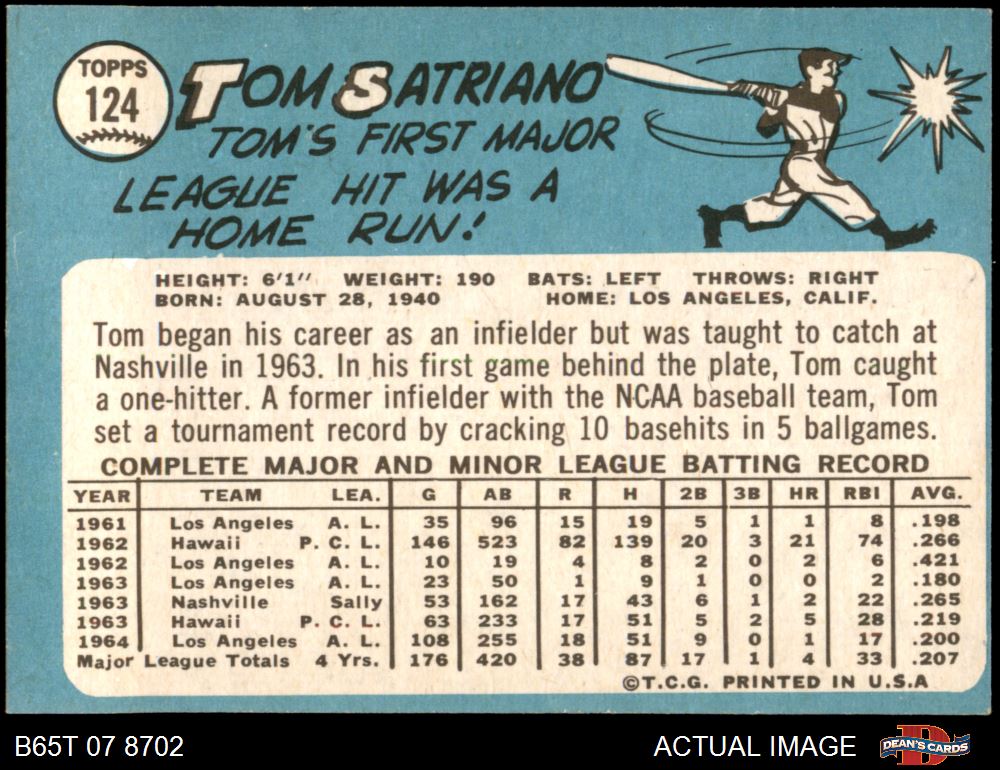 TOPPS
124
TOM SATRIANO
TOM'S FIRST MAJOR
LEAGUE HIT WAS A
HOME RUN!
HEIGHT: 6'1" WEIGHT: 190 BATS: LEFT THROWS: RIGHT
BORN: AUGUST 28, 1940 HOME: LOS ANGELES, CALIF.
Tom began his career as an infielder but was taught to catch at
Nashville in 1963. In his first game behind the plate, Tom caught
a one-hitter. A former infielder with the NCAA baseball team, Tom
set a tournament record by cracking 10 basehits in 5 ballgames.
COMPLETE MAJOR AND MINOR LEAGUE BATTING RECORD
YEAR TEAM LEA. G AB R H 2B 3B HR RBI AVG.
1961 Los Angeles A. L. 35 96 15 19 5 1 1 8 .198
1962 Hawaii P. C. L. 146 523 82 139 20 3 21 74 .266
1962 Los Angeles A. L. 10 19 4 8 2 0 2 6 .421
1963 Los Angeles A. L. 23 50 1 9 1 0 0 2 .180
1963 Nashville Sally 53 162 17 43 6 1 2 22 .265
1963 Hawaii P. C. L. 63 233 17 51 5 2 5 28 .219
1964 Los Angeles A. L. 108 255 18 51 9 0 1 17 .200
Major League Totals 4 Yrs. 176 420 38 87 17 1 4 33 .207
©T.C.G. PRINTED IN U.S.A
B65T 07 8702 ACTUAL IMAGE DEAN'S CARDS